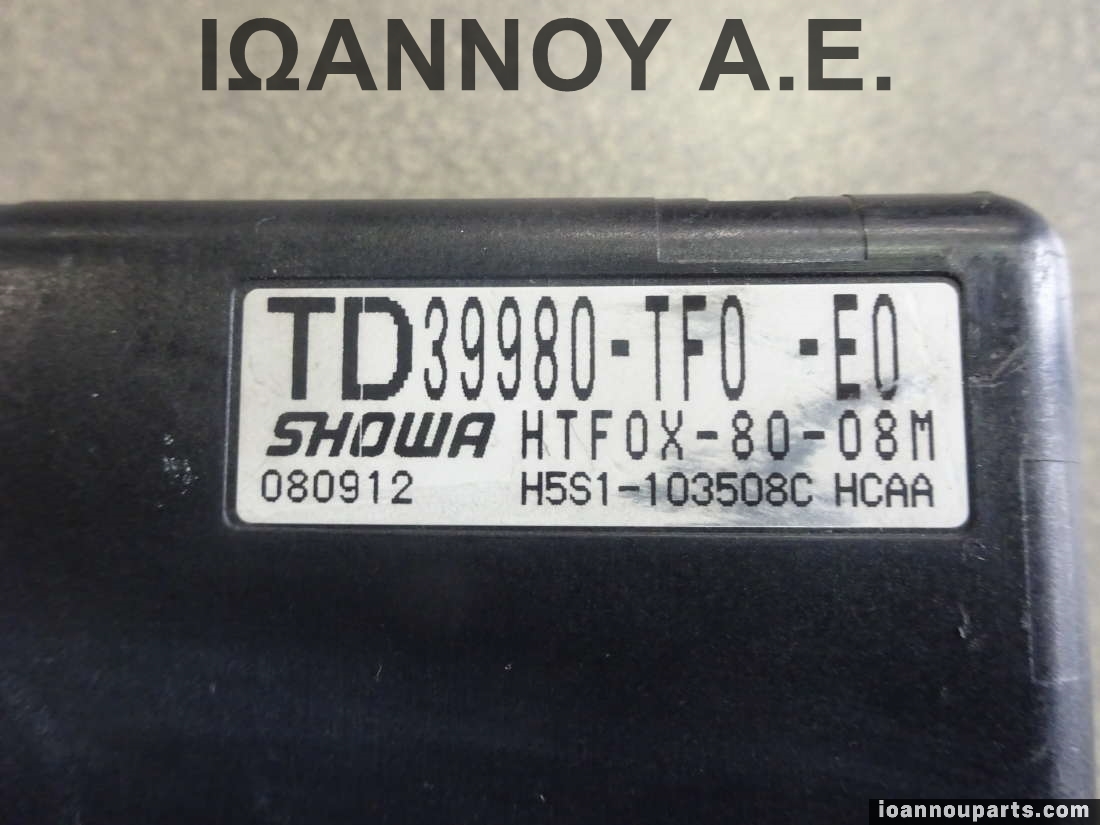 ΙΩΑΝΝΟΥ Α.Ε.
TD39980-TF0 -E0
SHOWA HTF0X-80-08M
080912 H5S1-103508C HCAA
ioannouparts.com